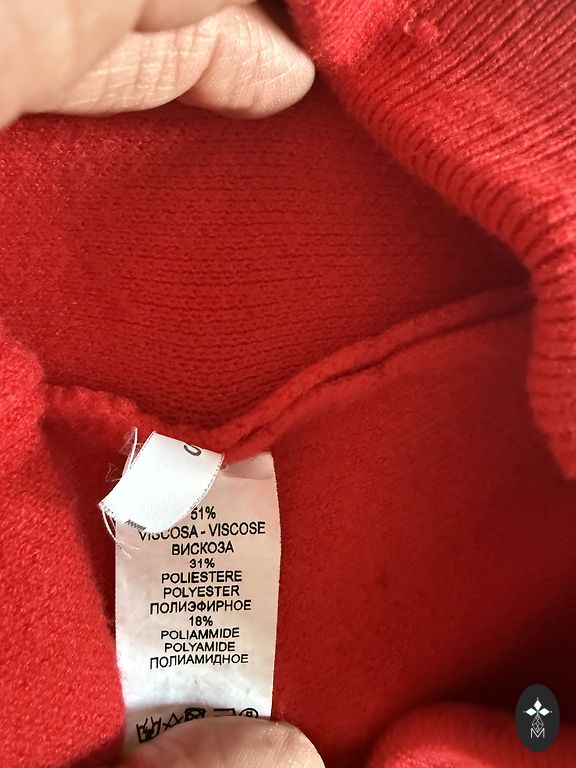 51%
VISCOSA - VISCOSE
ВИСКОЗА
31%
POLIESTERE
POLYESTER
ПОЛИЭФИРНОЕ
18%
POLIAMMIDE
POLYAMIDE
ПОЛИАМИДНОЕ